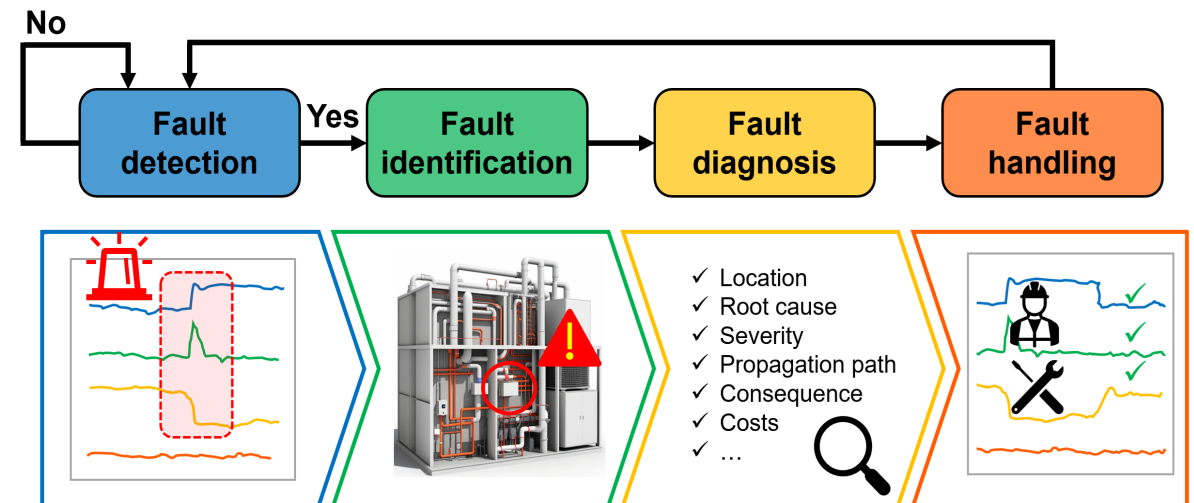 No
Fault
detection
Yes
Fault
identification
Fault
diagnosis
Fault
handling
✓ Location
✓ Root cause
✓ Severity
✓ Propagation path
✓ Consequence
✓ Costs
✓ …